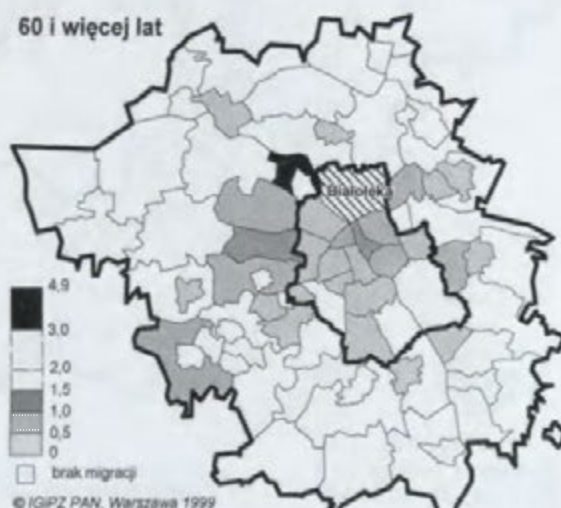 60 i więcej lat
Białołęka
4,9
3,0
2,0
1,5
1,0
0,5
0
brak migracji
© IGiPZ PAN, Warszawa 1999